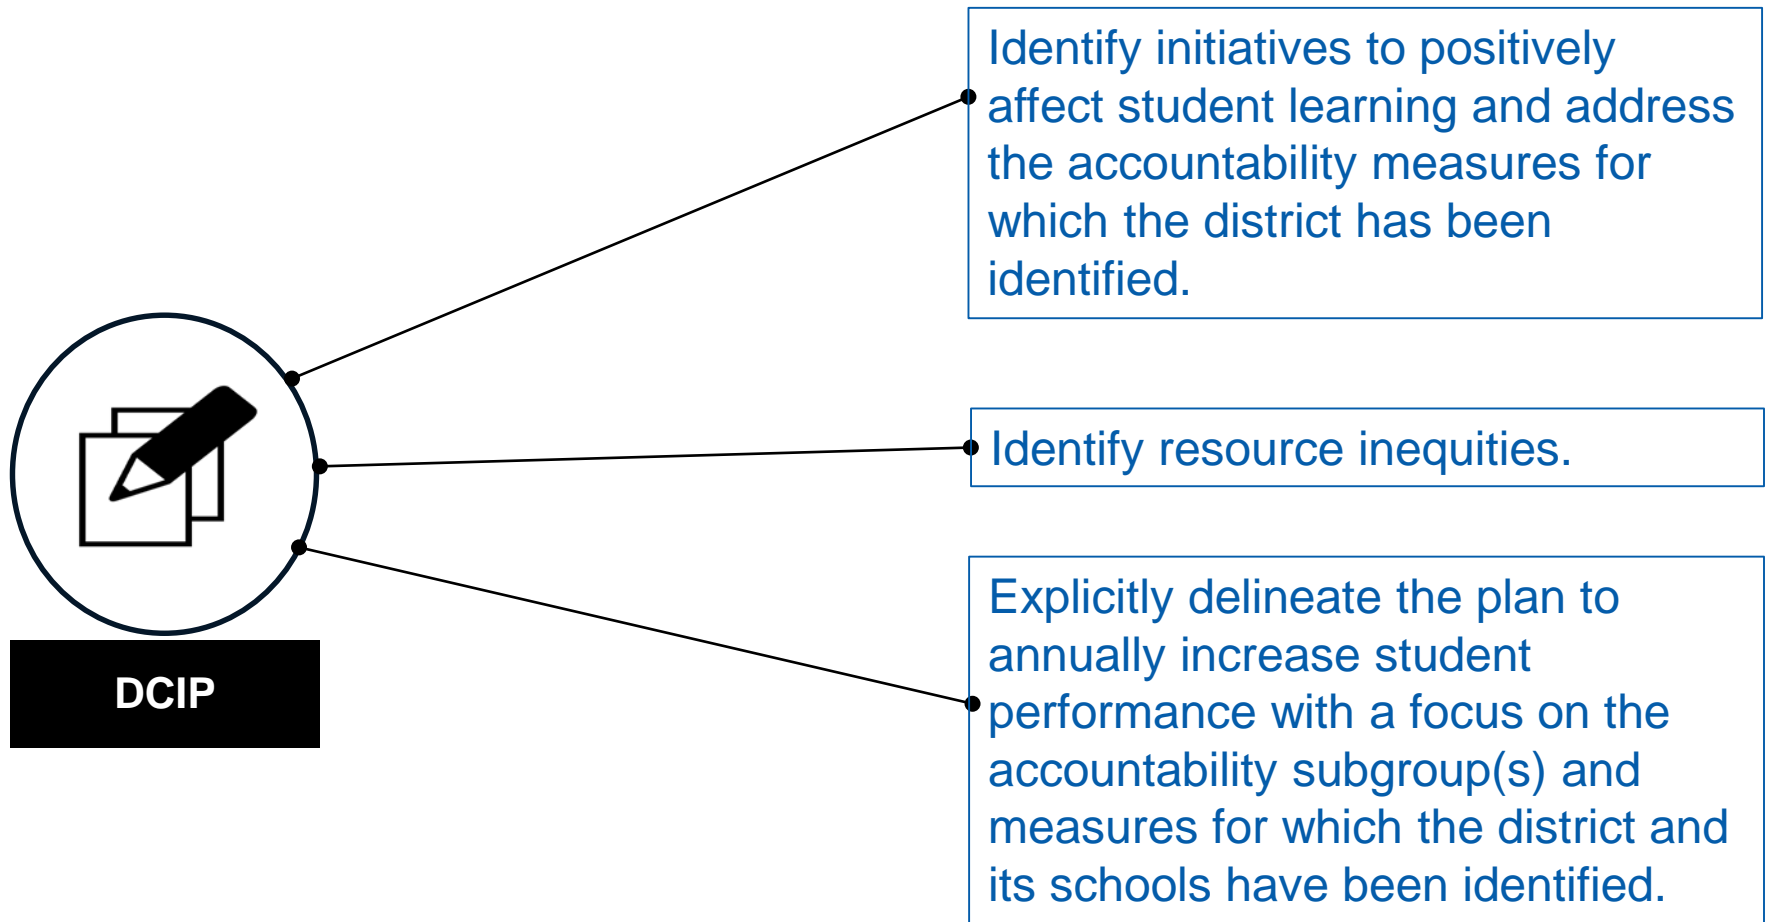 Identify initiatives to positively
affect student learning and address
the accountability measures for
which the district has been
identified.
Identify resource inequities.
DCIP
Explicitly delineate the plan to
annually increase student
performance with a focus on the
accountability subgroup(s) and
measures for which the district and
its schools have been identified.